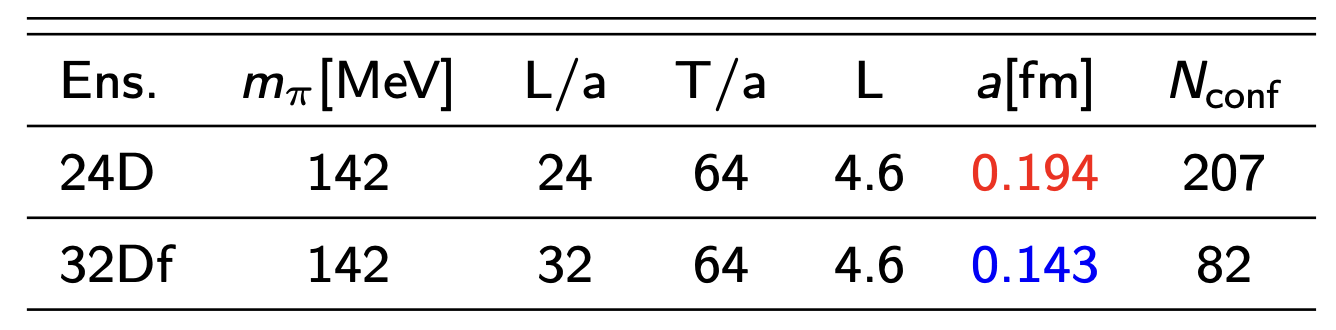 Ens. mπ[MeV] L/a T/a L a[fm] Nconf
24D 142 24 64 4.6 0.194 207
32Df 142 32 64 4.6 0.143 82